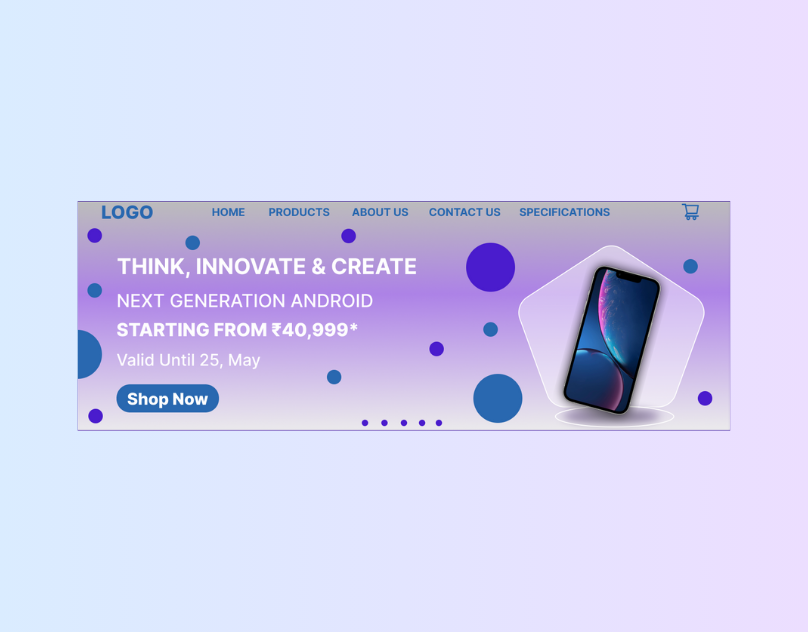 LOGO HOME PRODUCTS ABOUT US CONTACT US SPECIFICATIONS
THINK, INNOVATE & CREATE
NEXT GENERATION ANDROID
STARTING FROM ₹40,999*
Valid Until 25, May
Shop Now